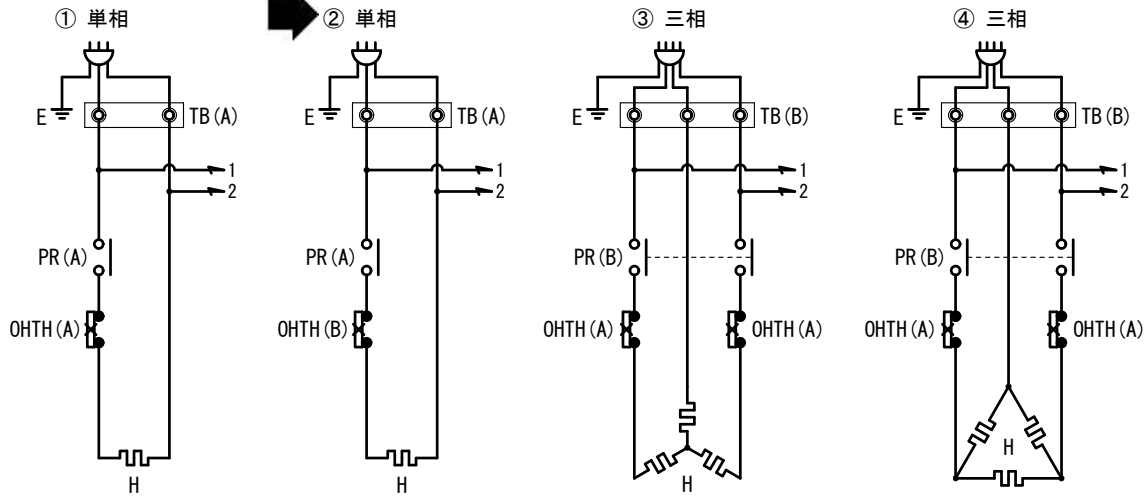 ① 単相
② 単相
③ 三相
④ 三相
E
TB(A)
E
TB(A)
E
TB(B)
E
TB(B)
1
2
1
2
1
2
1
2
PR(A)
PR(A)
PR(B)
PR(B)
OHTH(A)
OHTH(B)
OHTH(A)
OHTH(A)
OHTH(A)
OHTH(A)
H
H
H
H